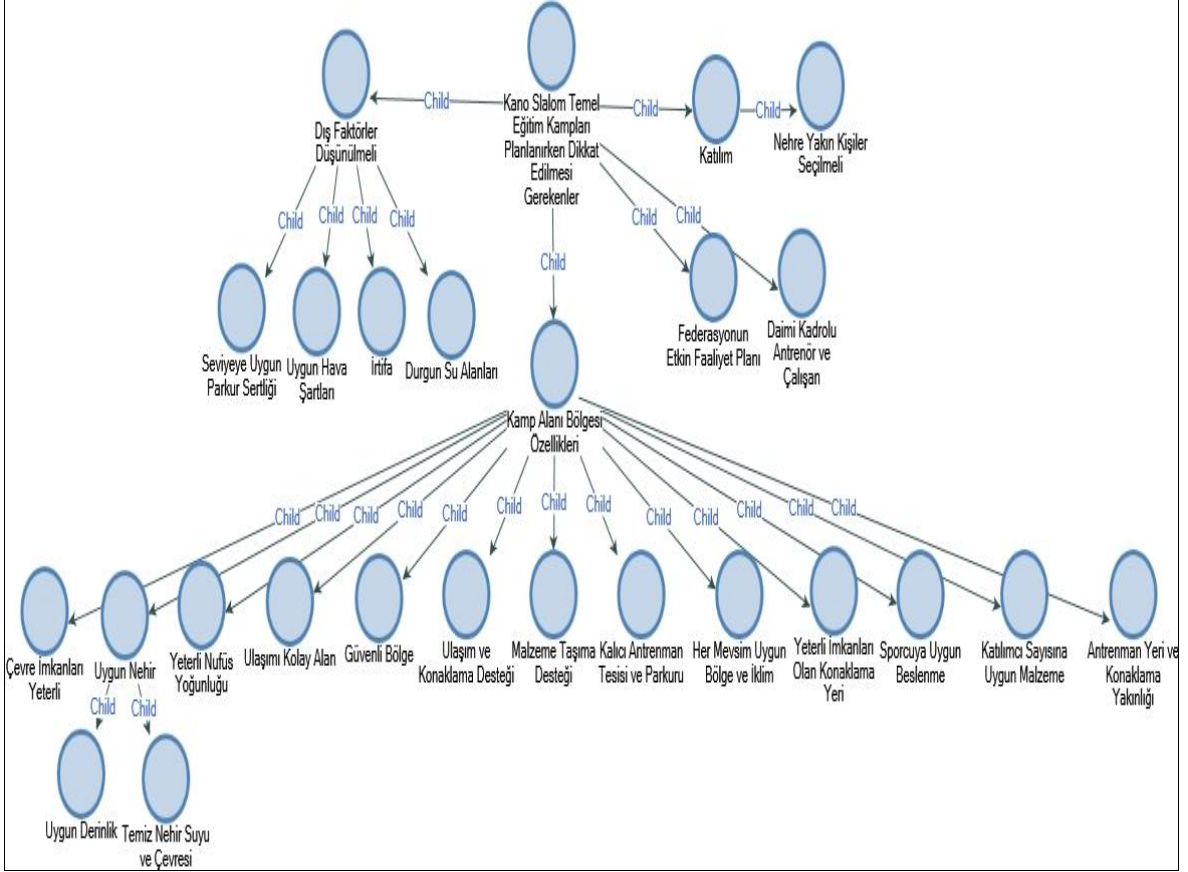 Child
Kano Slalom Temel
Eğitim Kampları
Planlanırken Dikkat
Edilmesi
Gerekenler
Child
Child
Dış Faktörler
Düşünülmeli
Katılım
Nehre Yakın Kişiler
Seçilmeli
Child
Child
Child
Child
Child
Child
Child
Seviyeye Uygun
Parkur Sertliği
Uygun Hava
Şartları
İrtifa
Durgun Su Alanları
Federasyonun
Etkin Faaliyet Planı
Daimi Kadrolu
Antrenör ve
Çalışan
Kamp Alanı Bölgesi
Özellikleri
Child
Child
Child
Child
Child
Child
Child
Child
Child
Child
Child
Child
Child
Çevre İmkanları
Yeterli
Uygun Nehir
Yeterli Nufüs
Yoğunluğu
Ulaşımı Kolay Alan
Güvenli Bölge
Ulaşım ve
Konaklama Desteği
Malzeme Taşıma
Desteği
Kalıcı Antrenman
Tesisi ve Parkuru
Her Mevsim Uygun
Bölge ve İklim
Yeterli İmkanları
Olan Konaklama
Yeri
Sporcuya Uygun
Beslenme
Katılımcı Sayısına
Uygun Malzeme
Antrenman Yeri ve
Konaklama
Yakınlığı
Child
Child
Uygun Derinlik
Temiz Nehir Suyu
ve Çevresi